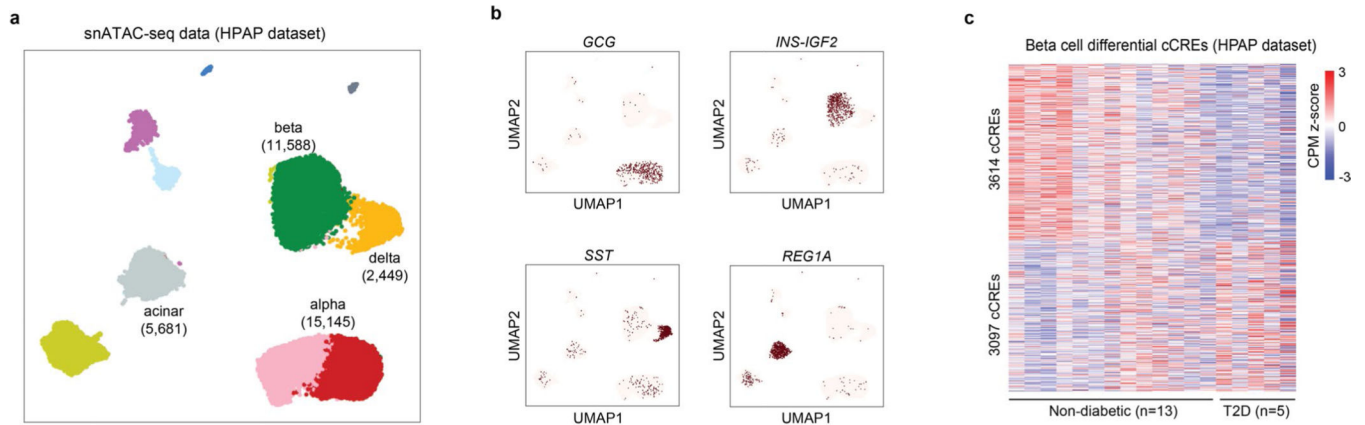 a
snATAC-seq data (HPAP dataset)
beta
(11,588)
delta
(2,449)
acinar
(5,681)
alpha
(15,145)
b
GCG
UMAP2
UMAP1
INS-IGF2
UMAP2
UMAP1
SST
UMAP2
UMAP1
REG1A
UMAP2
UMAP1
c
Beta cell differential cCREs (HPAP dataset)
3614 cCREs
3097 cCREs
3
0
-3
CPM z-score
Non-diabetic (n=13)
T2D (n=5)